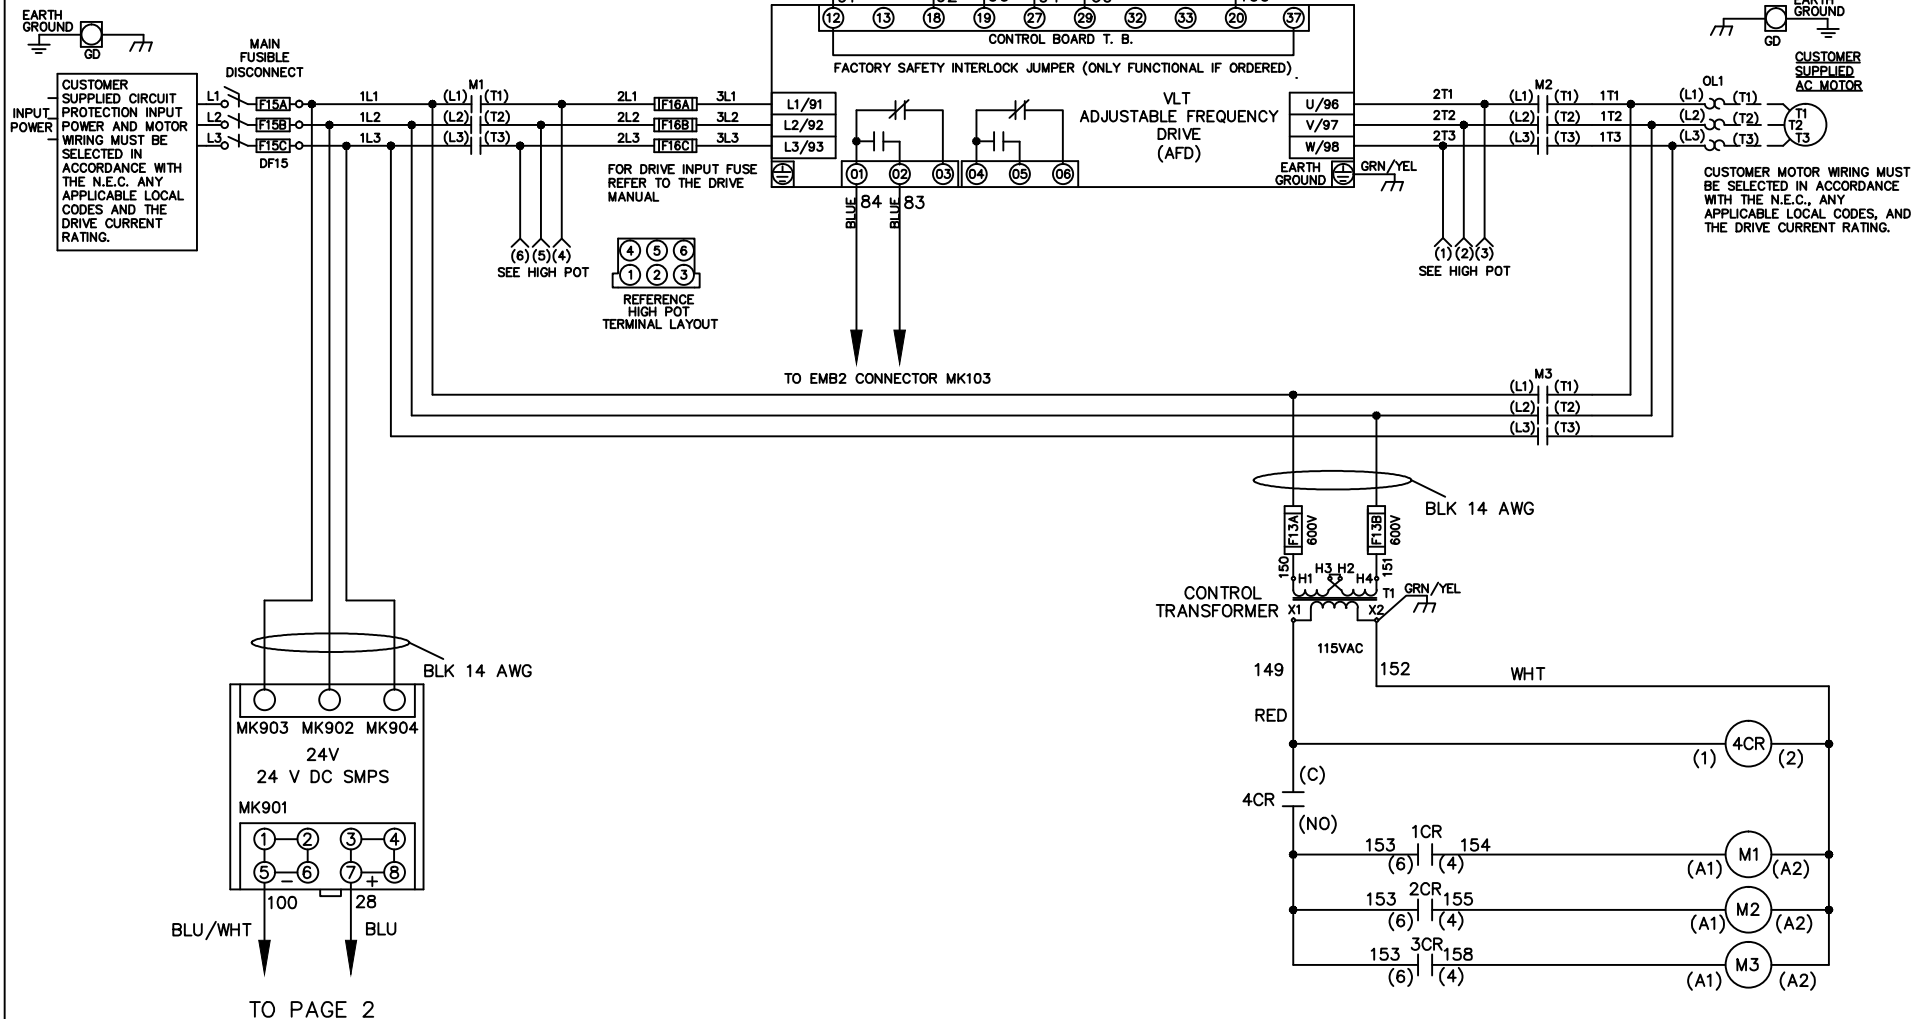 EARTH
GROUND
GD
MAIN
FUSIBLE
DISCONNECT
INPUT
POWER
CUSTOMER
SUPPLIED CIRCUIT
PROTECTION INPUT
POWER AND MOTOR
WIRING MUST BE
SELECTED IN
ACCORDANCE WITH
THE N.E.C. ANY
APPLICABLE LOCAL
CODES AND THE
DRIVE CURRENT
RATING.
L1 F15A 1L1 (L1) M1 (T1) 2L1 F16A 3L1 L1/91
L2 F15B 1L2 (L2) (T2) 2L2 F16B 3L2 L2/92
L3 F15C 1L3 (L3) (T3) 2L3 F16C 3L3 L3/93
DF15
FOR DRIVE INPUT FUSE
REFER TO THE DRIVE
MANUAL
(6) (5) (4)
SEE HIGH POT
4 5 6
1 2 3
REFERENCE
HIGH POT
TERMINAL LAYOUT
12 13 18 19 27 29 32 33 20 37
CONTROL BOARD T. B.
FACTORY SAFETY INTERLOCK JUMPER (ONLY FUNCTIONAL IF ORDERED)
VLT
ADJUSTABLE FREQUENCY
DRIVE
(AFD)
01 02 03 04 05 06
BLUE 84 BLUE 83
TO EMB2 CONNECTOR MK103
U/96 2T1 (L1) M2 (T1) 1T1 (L1) OL1 (T1) T1
V/97 2T2 (L2) (T2) 1T2 (L2) (T2) T2
W/98 2T3 (L3) (T3) 1T3 (L3) (T3) T3
EARTH
GROUND
GRN/YEL
(1) (2) (3)
SEE HIGH POT
EARTH
GROUND
GD
CUSTOMER
SUPPLIED
AC MOTOR
CUSTOMER MOTOR WIRING MUST
BE SELECTED IN ACCORDANCE
WITH THE N.E.C., ANY
APPLICABLE LOCAL CODES, AND
THE DRIVE CURRENT RATING.
M3
(L1) (T1)
(L2) (T2)
(L3) (T3)
BLK 14 AWG
F13A 600V F13B 600V
150 151
H1 H3 H2 H4
CONTROL
TRANSFORMER
X1 X2 T1
GRN/YEL
115VAC
149 152 WHT
RED
(1) 4CR (2)
(C)
4CR
(NO)
153 1CR 154
(6) (4) (A1) M1 (A2)
153 2CR 155
(6) (4) (A1) M2 (A2)
153 3CR 158
(6) (4) (A1) M3 (A2)
BLK 14 AWG
MK903 MK902 MK904
24V
24 V DC SMPS
MK901
1 2 3 4
5 - 6 7 + 8
100 28
BLU/WHT BLU
TO PAGE 2